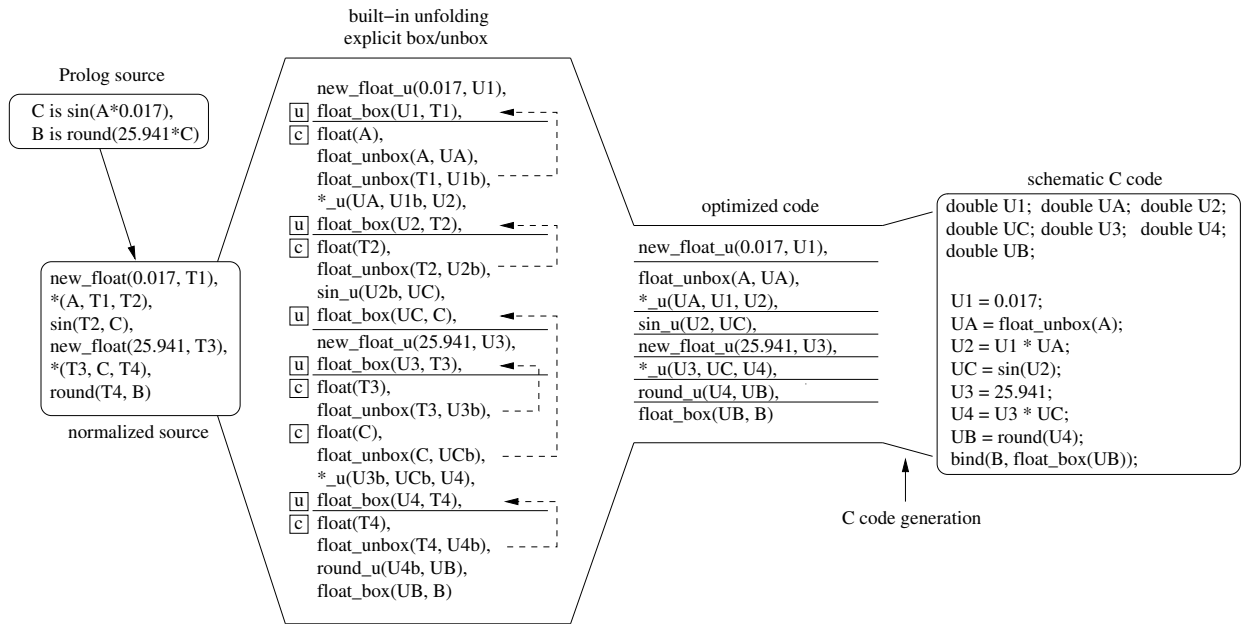 built−in unfolding
explicit box/unbox
Prolog source
C is sin(A*0.017),
B is round(25.941*C)
new_float(0.017, T1),
*(A, T1, T2),
sin(T2, C),
new_float(25.941, T3),
*(T3, C, T4),
round(T4, B)
normalized source
new_float_u(0.017, U1),
u float_box(U1, T1),
c float(A),
float_unbox(A, UA),
float_unbox(T1, U1b),
*_u(UA, U1b, U2),
u float_box(U2, T2),
c float(T2),
float_unbox(T2, U2b),
sin_u(U2b, UC),
u float_box(UC, C),
new_float_u(25.941, U3),
u float_box(U3, T3),
c float(T3),
float_unbox(T3, U3b),
c float(C),
float_unbox(C, UCb),
*_u(U3b, UCb, U4),
u float_box(U4, T4),
c float(T4),
float_unbox(T4, U4b),
round_u(U4b, UB),
float_box(UB, B)
optimized code
new_float_u(0.017, U1),
float_unbox(A, UA),
*_u(UA, U1, U2),
sin_u(U2, UC),
new_float_u(25.941, U3),
*_u(U3, UC, U4),
round_u(U4, UB),
float_box(UB, B)
schematic C code
double U1; double UA; double U2;
double UC; double U3; double U4;
double UB;
U1 = 0.017;
UA = float_unbox(A);
U2 = U1 * UA;
UC = sin(U2);
U3 = 25.941;
U4 = U3 * UC;
UB = round(U4);
bind(B, float_box(UB));
C code generation